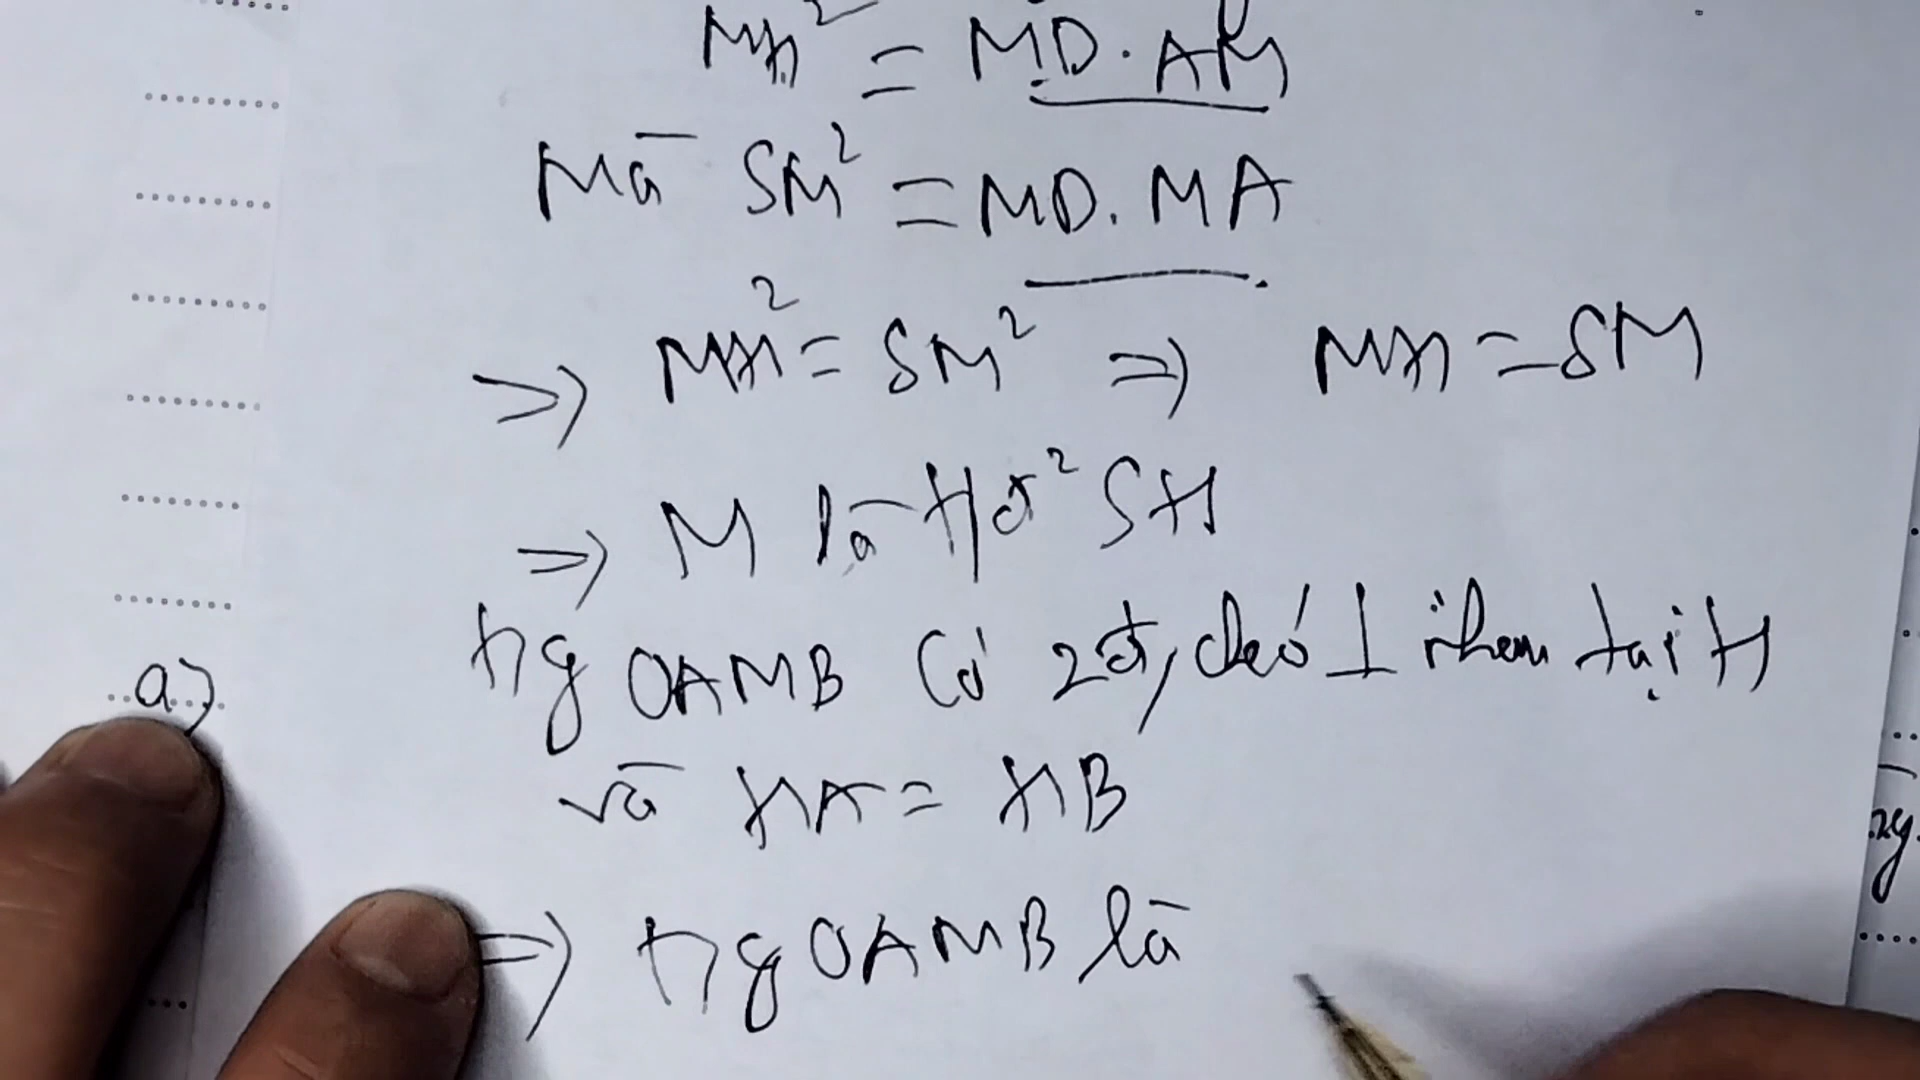 MH² = MD . AM
Mà SM² = MD . MA
=> MH² = SM² => MH = SM
=> M là tđ² SH
tg OAMB có 2 đ, chéo ⊥ nhau tại H
và HA = HB
a)
=> tg OAMB là